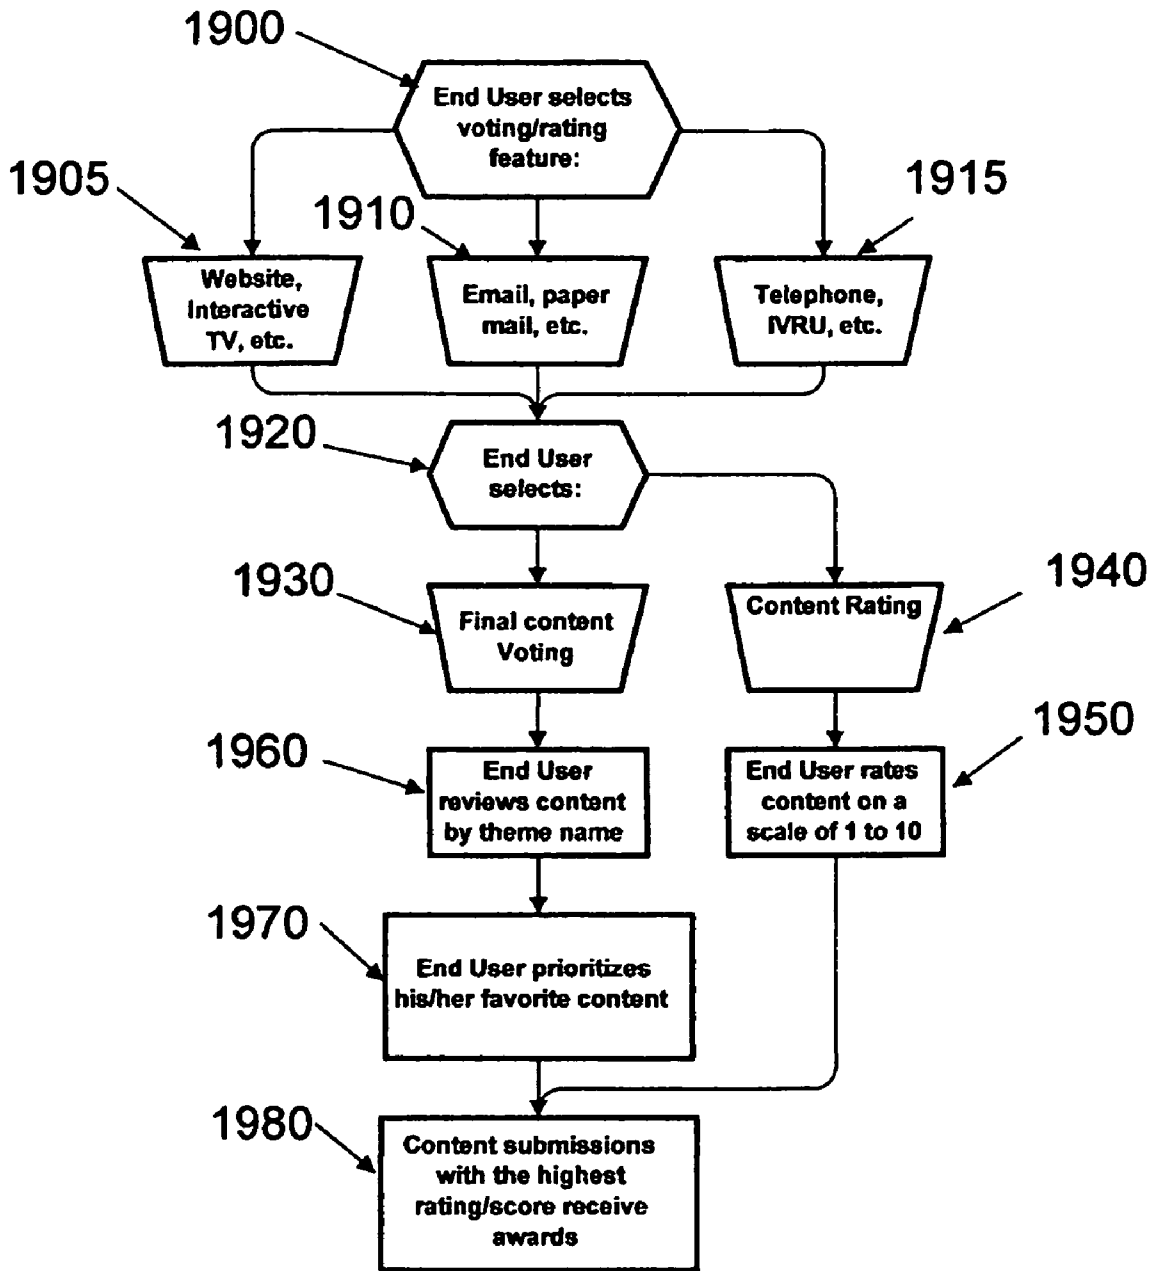 1900
End User selects
voting/rating
feature:
1905
1910
1915
Website,
Interactive
TV, etc.
Email, paper
mail, etc.
Telephone,
IVRU, etc.
1920
End User
selects:
1930
Final content
Voting
1940
Content Rating
1960
End User
reviews content
by theme name
1950
End User rates
content on a
scale of 1 to 10
1970
End User prioritizes
his/her favorite content
1980
Content submissions
with the highest
rating/score receive
awards